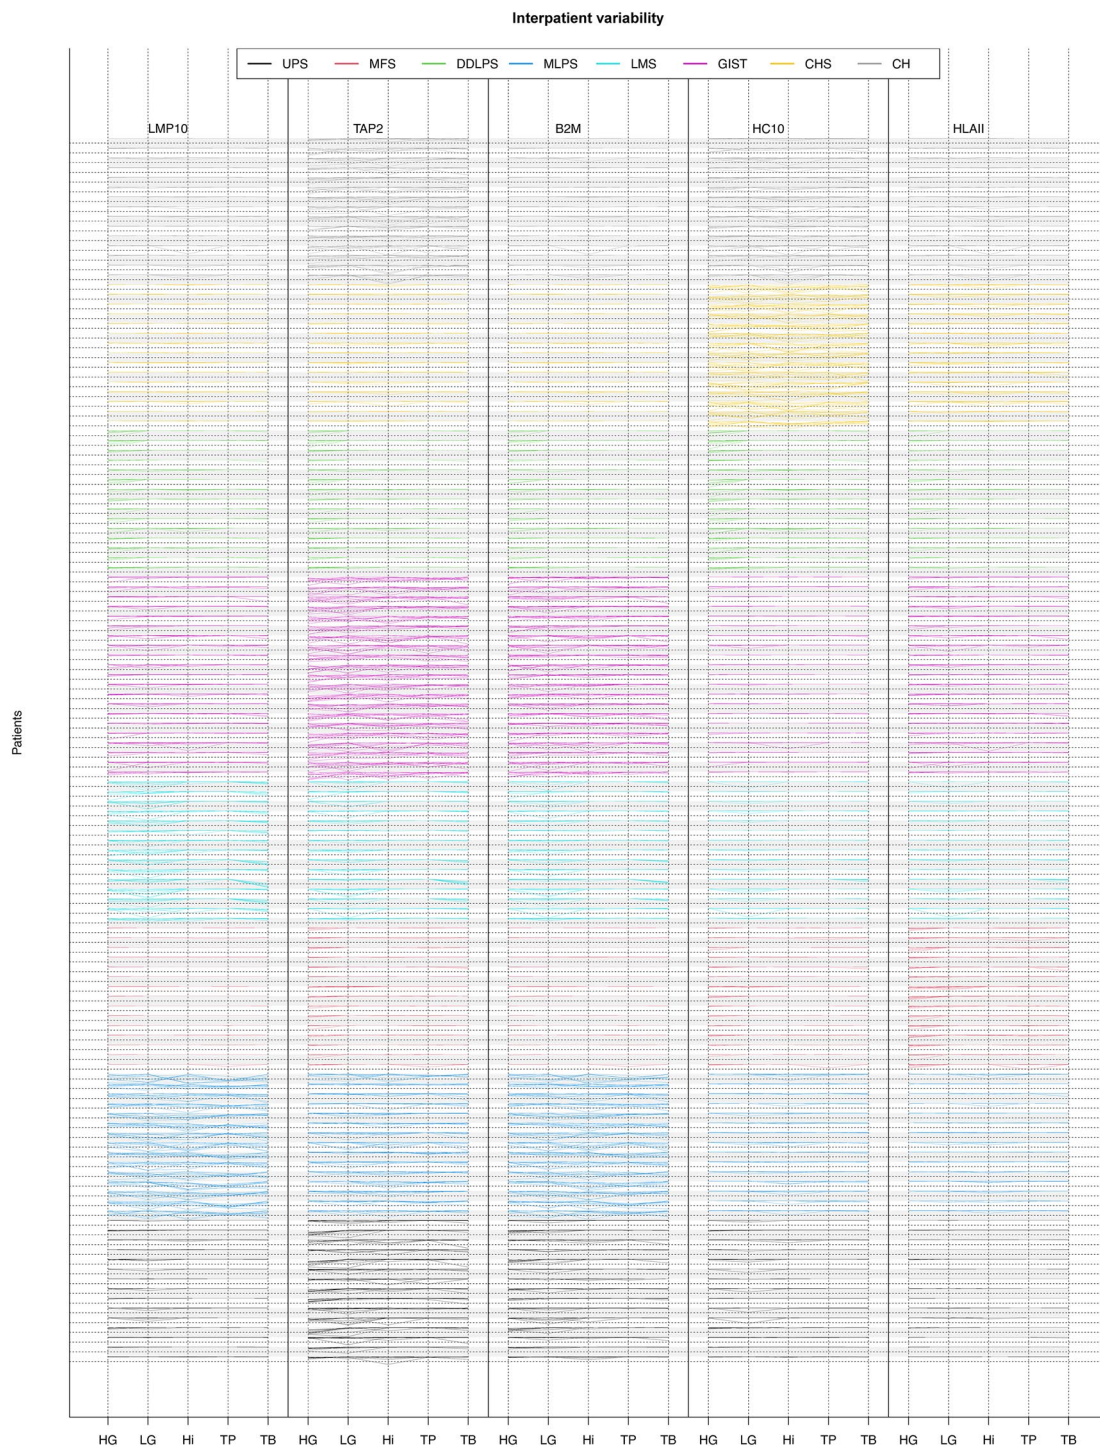 Interpatient variability
UPS MFS DDLPS MLPS LMS GIST CHS CH
LMP10 TAP2 B2M HC10 HLAII
Patients
HG LG Hi TP TB HG LG Hi TP TB HG LG Hi TP TB HG LG Hi TP TB HG LG Hi TP TB